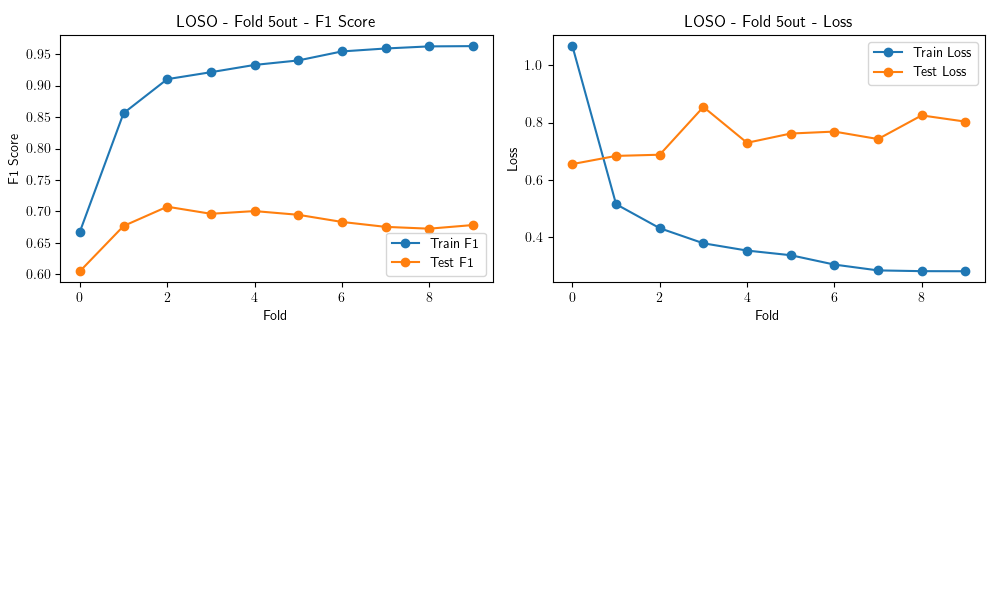 LOSO - Fold 5out - F1 Score
F1 Score
0.95
0.90
0.85
0.80
0.75
0.70
0.65
0.60
0 2 4 6 8
Fold
Train F1
Test F1
LOSO - Fold 5out - Loss
Loss
1.0
0.8
0.6
0.4
0 2 4 6 8
Fold
Train Loss
Test Loss